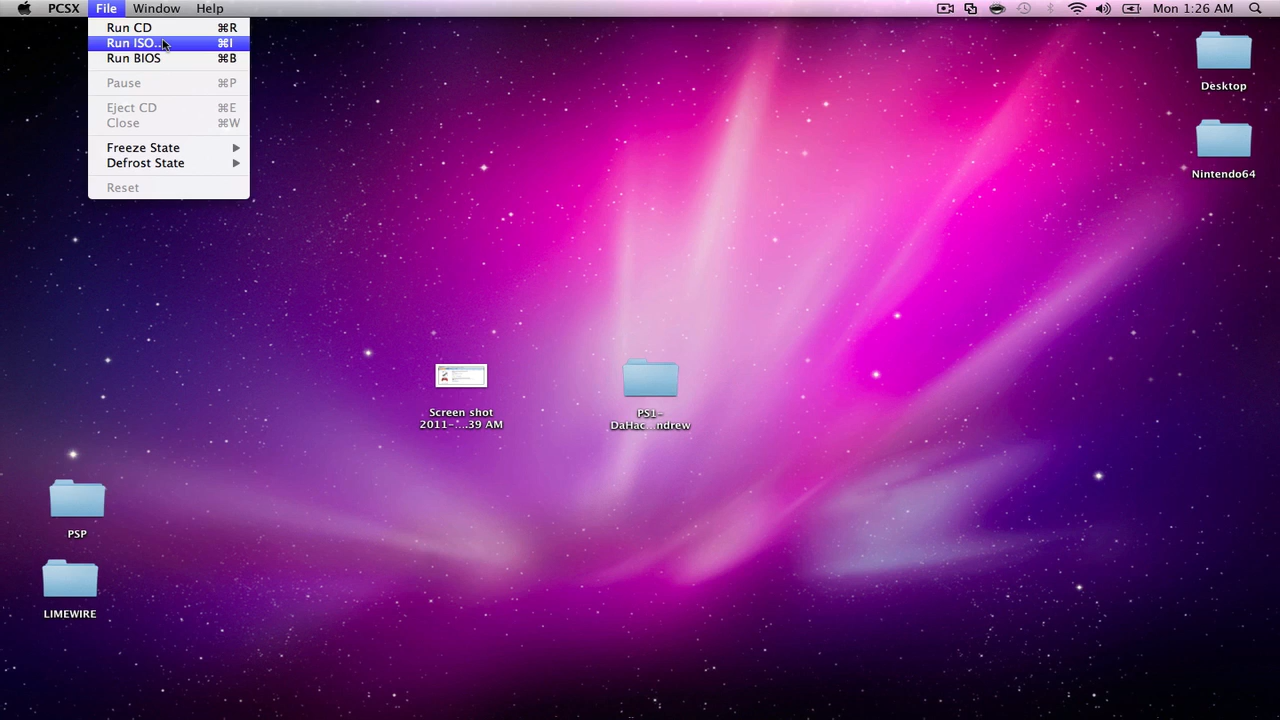 PCSX File Window Help Mon 1:26 AM
Run CD ⌘R
Run ISO... ⌘I
Run BIOS ⌘B
Pause ⌘P
Eject CD ⌘E
Close ⌘W
Freeze State
Defrost State
Reset
Desktop
Nintendo64
Screen shot
2011-...39 AM
PS1-
DaHac...ndrew
PSP
LIMEWIRE